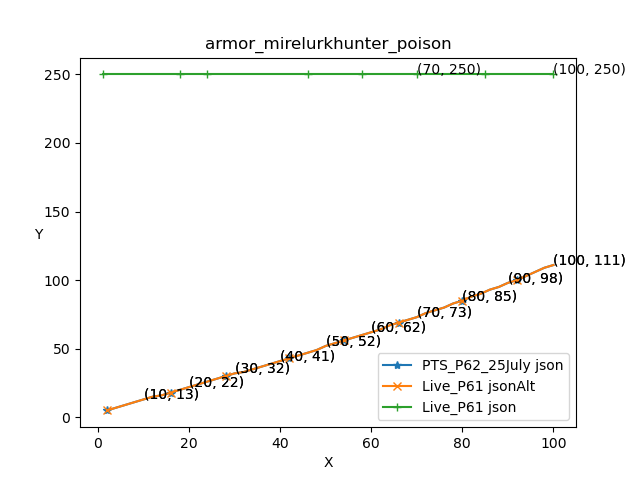 armor_mirelurkhunter_poison
250
(70, 250)
(100, 250)
200
150
Y
(100, 111)
100
(90, 98)
(80, 85)
(70, 73)
(60, 62)
50
(50, 52)
(40, 41)
(30, 32)
(20, 22)
(10, 13)
0
PTS_P62_25July json
Live_P61 jsonAlt
Live_P61 json
0 20 40 60 80 100
X